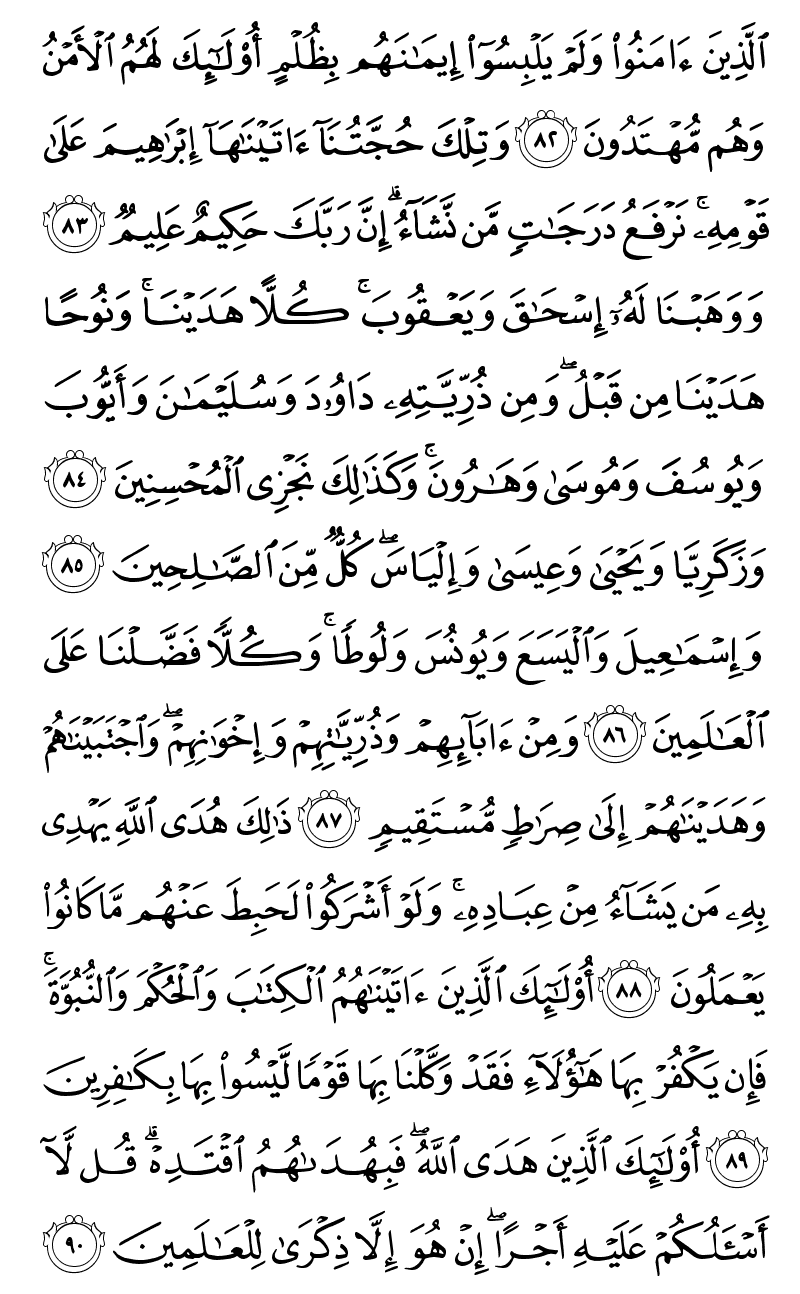 ٱلَّذِينَ ءَامَنُوا۟ وَلَمْ يَلْبِسُوٓا۟ إِيمَـٰنَهُم بِظُلْمٍ أُو۟لَـٰٓئِكَ لَهُمُ ٱلْأَمْنُ
وَهُم مُّهْتَدُونَ ٨٢ وَتِلْكَ حُجَّتُنَآ ءَاتَيْنَـٰهَآ إِبْرَٰهِيمَ عَلَىٰ
قَوْمِهِۦ ۚ نَرْفَعُ دَرَجَـٰتٍ مَّن نَّشَآءُ ۗ إِنَّ رَبَّكَ حَكِيمٌ عَلِيمٌ ٨٣
وَوَهَبْنَا لَهُۥٓ إِسْحَـٰقَ وَيَعْقُوبَ ۚ كُلًّا هَدَيْنَا ۚ وَنُوحًا
هَدَيْنَا مِن قَبْلُ ۖ وَمِن ذُرِّيَّتِهِۦ دَاوُۥدَ وَسُلَيْمَـٰنَ وَأَيُّوبَ
وَيُوسُفَ وَمُوسَىٰ وَهَـٰرُونَ ۚ وَكَذَٰلِكَ نَجْزِى ٱلْمُحْسِنِينَ ٨٤
وَزَكَرِيَّا وَيَحْيَىٰ وَعِيسَىٰ وَإِلْيَاسَ ۖ كُلٌّ مِّنَ ٱلصَّـٰلِحِينَ ٨٥
وَإِسْمَـٰعِيلَ وَٱلْيَسَعَ وَيُونُسَ وَلُوطًا ۚ وَكُلًّا فَضَّلْنَا عَلَى
ٱلْعَـٰلَمِينَ ٨٦ وَمِنْ ءَابَآئِهِمْ وَذُرِّيَّـٰتِهِمْ وَإِخْوَٰنِهِمْ ۖ وَٱجْتَبَيْنَـٰهُمْ
وَهَدَيْنَـٰهُمْ إِلَىٰ صِرَٰطٍ مُّسْتَقِيمٍ ٨٧ ذَٰلِكَ هُدَى ٱللَّهِ يَهْدِى
بِهِۦ مَن يَشَآءُ مِنْ عِبَادِهِۦ ۚ وَلَوْ أَشْرَكُوا۟ لَحَبِطَ عَنْهُم مَّا كَانُوا۟
يَعْمَلُونَ ٨٨ أُو۟لَـٰٓئِكَ ٱلَّذِينَ ءَاتَيْنَـٰهُمُ ٱلْكِتَـٰبَ وَٱلْحُكْمَ وَٱلنُّبُوَّةَ ۚ
فَإِن يَكْفُرْ بِهَا هَـٰٓؤُلَآءِ فَقَدْ وَكَّلْنَا بِهَا قَوْمًا لَّيْسُوا۟ بِهَا بِكَـٰفِرِينَ
٨٩ أُو۟لَـٰٓئِكَ ٱلَّذِينَ هَدَى ٱللَّهُ ۖ فَبِهُدَىٰهُمُ ٱقْتَدِهْ ۗ قُل لَّآ
أَسْـَٔلُكُمْ عَلَيْهِ أَجْرًا ۖ إِنْ هُوَ إِلَّا ذِكْرَىٰ لِلْعَـٰلَمِينَ ٩٠